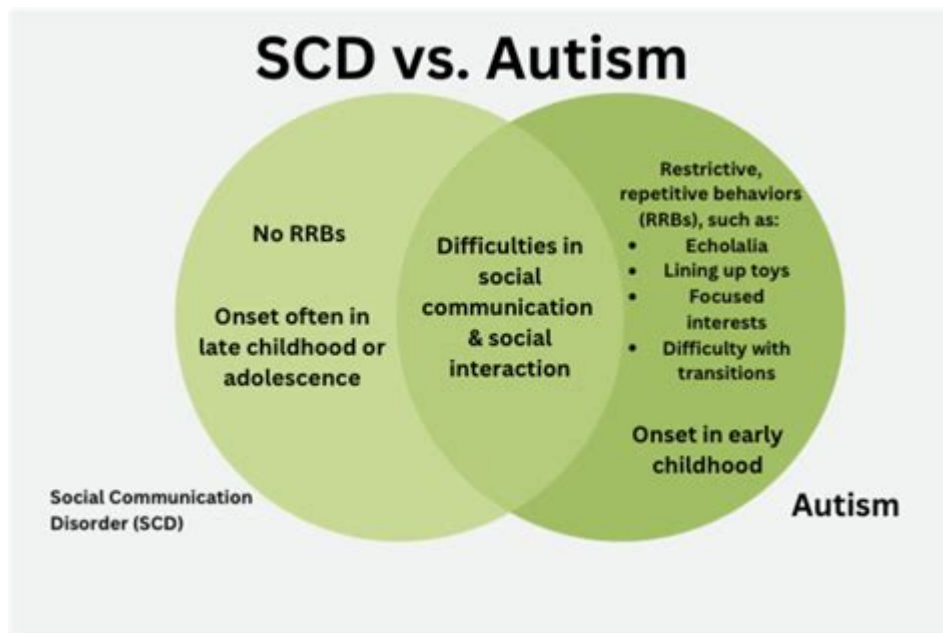 SCD vs. Autism
No RRBs
Onset often in
late childhood or
adolescence
Difficulties in
social
communication
& social
interaction
Restrictive,
repetitive behaviors
(RRBs), such as:
• Echolalia
• Lining up toys
• Focused
interests
• Difficulty with
transitions
Onset in early
childhood
Social Communication
Disorder (SCD)
Autism